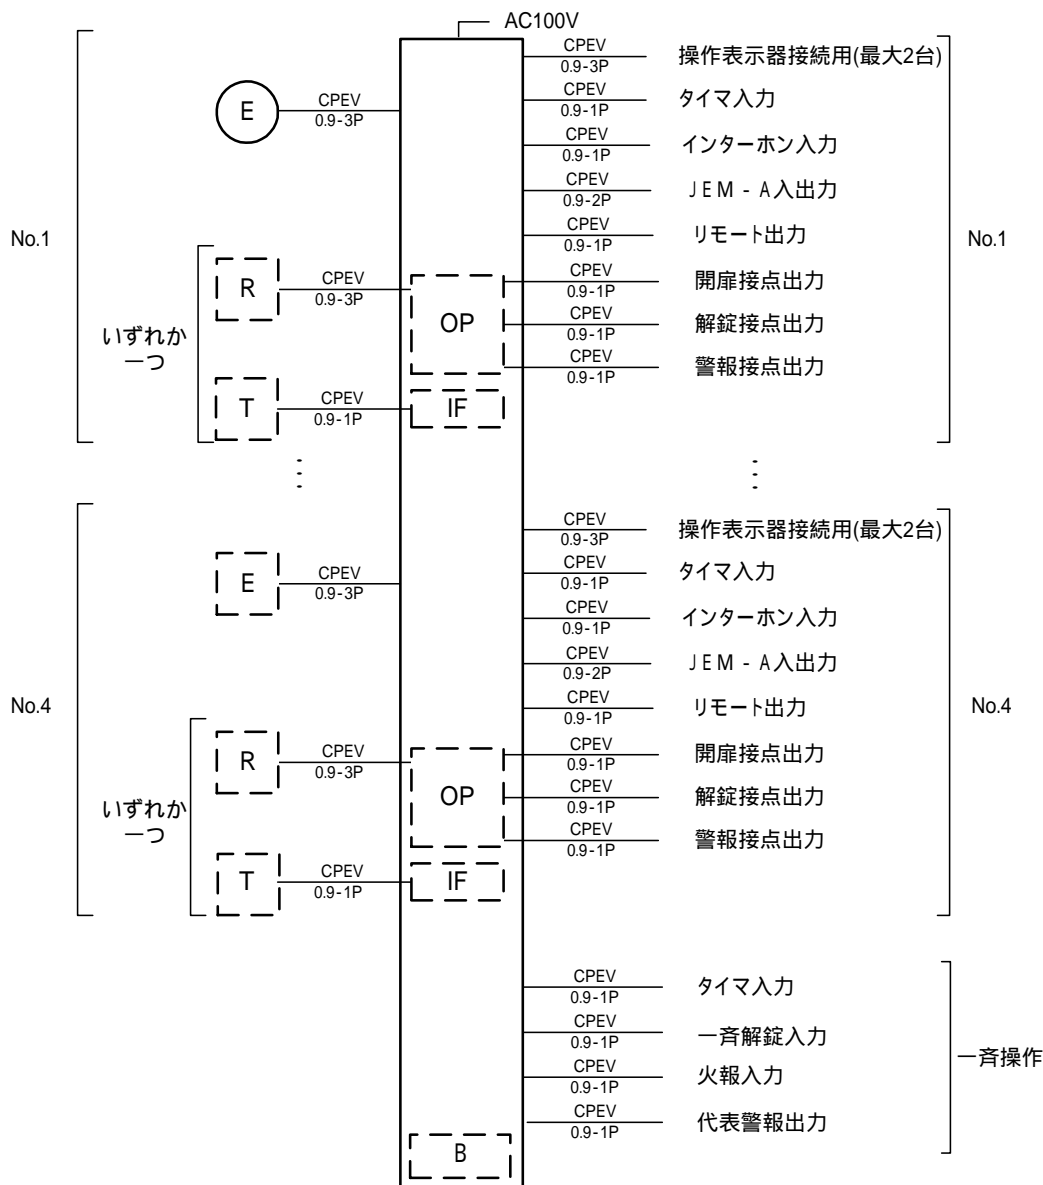 AC100V
CPEV
0.9-3P
操作表示器接続用(最大2台)
CPEV
0.9-1P
タイマ入力
CPEV
0.9-1P
インターホン入力
CPEV
0.9-2P
JEM-A入出力
CPEV
0.9-1P
リモート出力
CPEV
0.9-1P
開扉接点出力
CPEV
0.9-1P
解錠接点出力
CPEV
0.9-1P
警報接点出力
No.1
No.1
E
CPEV
0.9-3P
いずれか
一つ
R
CPEV
0.9-3P
OP
T
CPEV
0.9-1P
IF
CPEV
0.9-3P
操作表示器接続用(最大2台)
CPEV
0.9-1P
タイマ入力
CPEV
0.9-1P
インターホン入力
CPEV
0.9-2P
JEM-A入出力
CPEV
0.9-1P
リモート出力
CPEV
0.9-1P
開扉接点出力
CPEV
0.9-1P
解錠接点出力
CPEV
0.9-1P
警報接点出力
No.4
No.4
E
CPEV
0.9-3P
いずれか
一つ
R
CPEV
0.9-3P
OP
T
CPEV
0.9-1P
IF
CPEV
0.9-1P
タイマ入力
CPEV
0.9-1P
一斉解錠入力
CPEV
0.9-1P
火報入力
CPEV
0.9-1P
代表警報出力
一斉操作
B